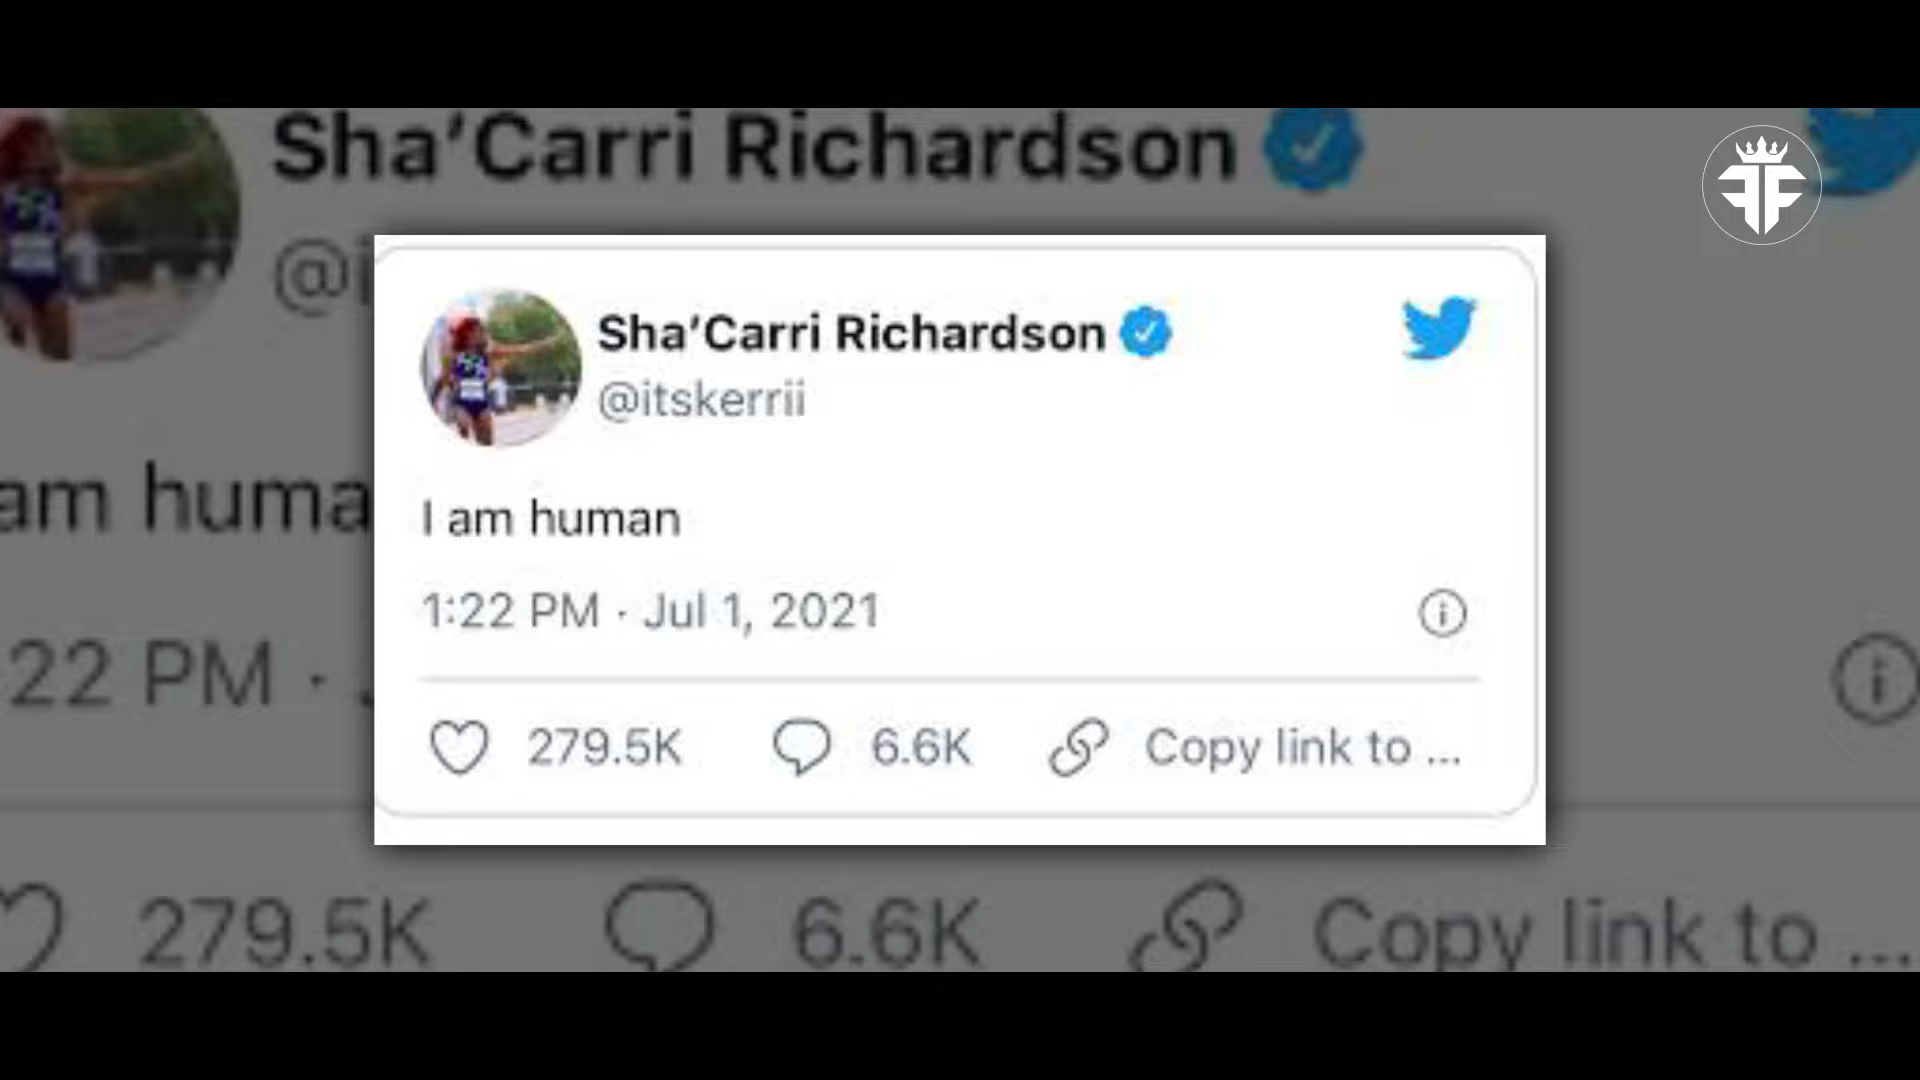 Sha'Carri Richardson
@i
am huma
22 PM ·
279.5K 6.6K Copy link to ...
Sha'Carri Richardson
@itskerrii
I am human
1:22 PM · Jul 1, 2021
279.5K 6.6K Copy link to ...